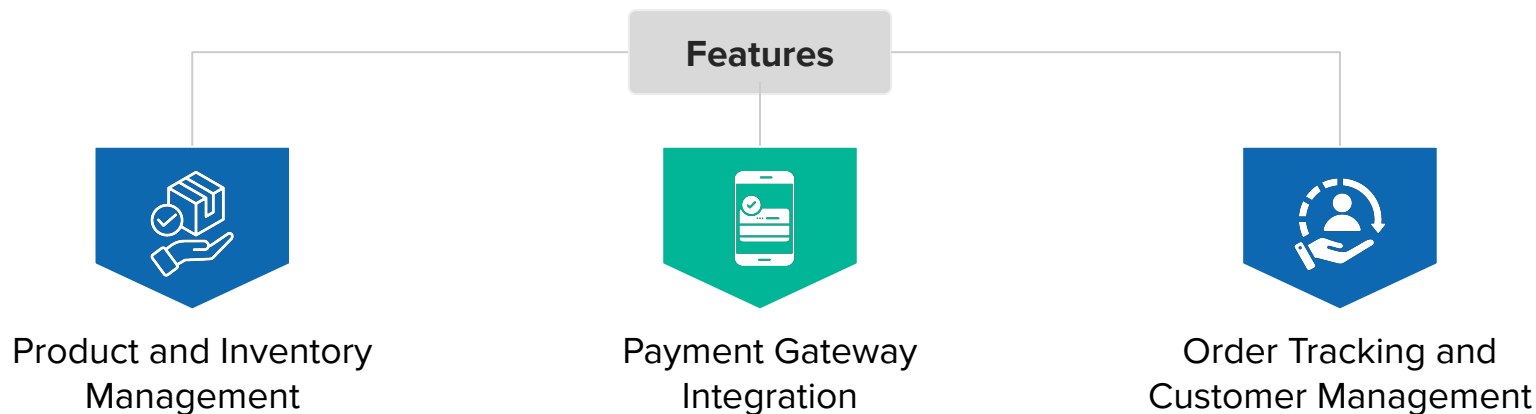 Features
Product and Inventory
Management
Payment Gateway
Integration
Order Tracking and
Customer Management